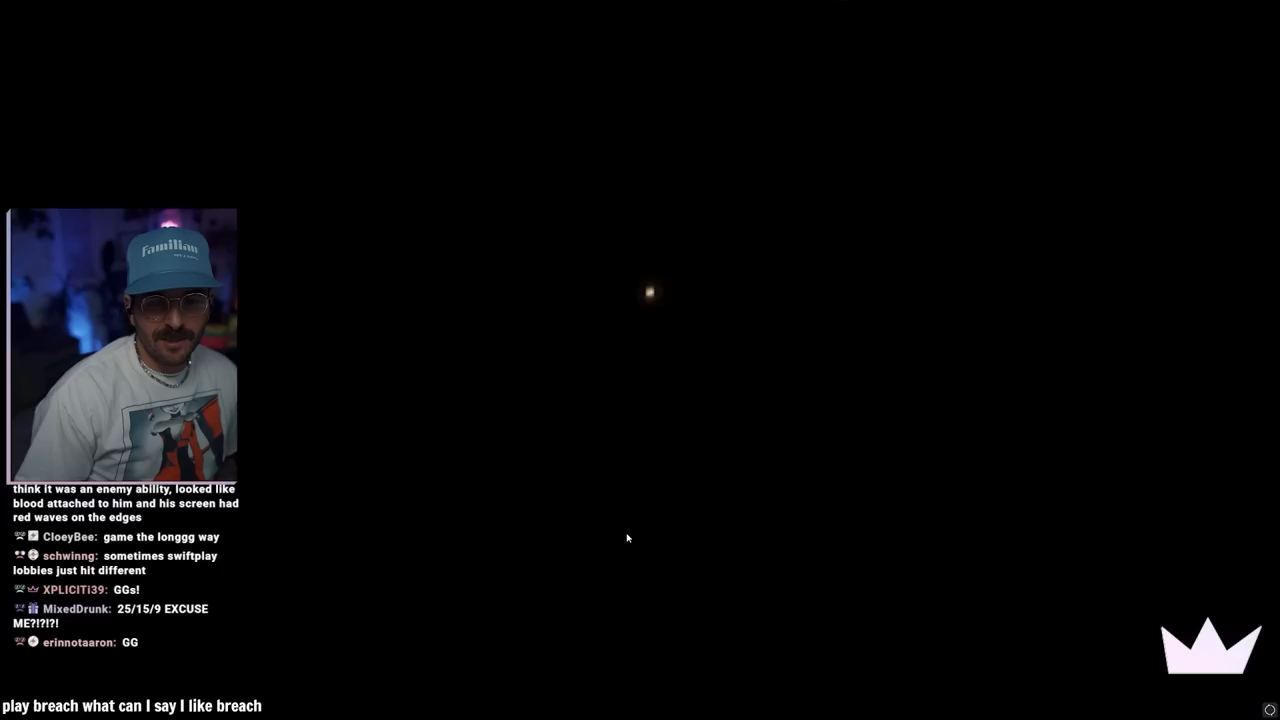 Familian
think it was an enemy ability, looked like
blood attached to him and his screen had
red waves on the edges
CloeyBee: game the longgg way
schwinng: sometimes swiftplay
lobbies just hit different
XPLICITi39: GGs!
MixedDrunk: 25/15/9 EXCUSE
ME?!?!?!
erinnotaaron: GG
play breach what can I say I like breach